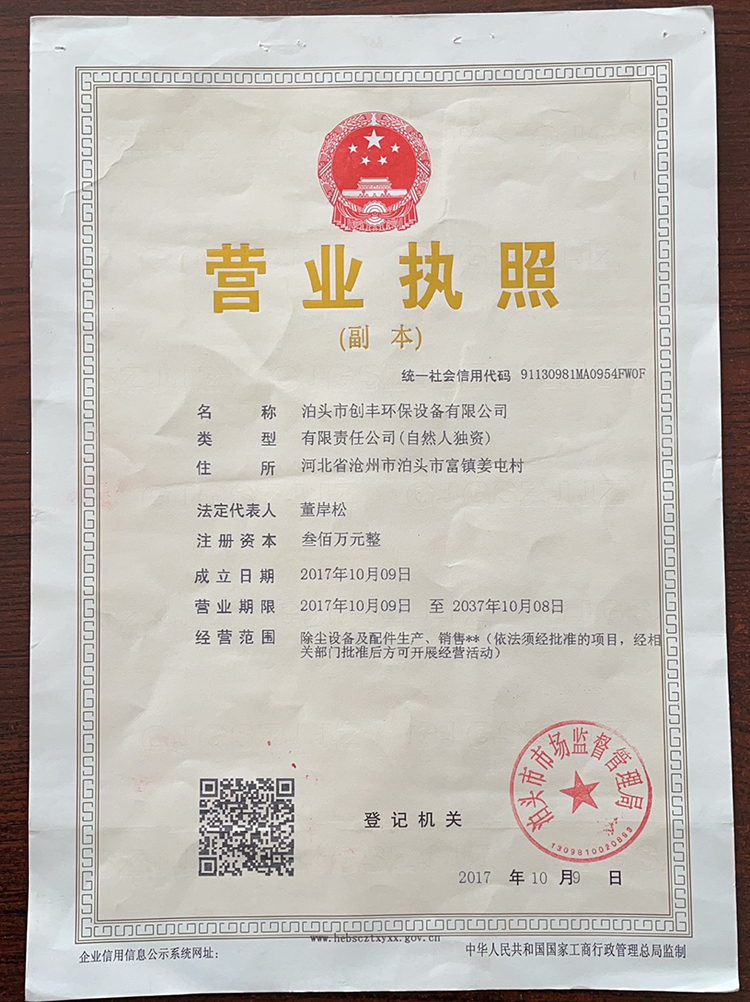 营业执照
(副 本)
统一社会信用代码 91130981MA0954FW0F
名 称 泊头市创丰环保设备有限公司
类 型 有限责任公司(自然人独资)
住 所 河北省沧州市泊头市富镇姜屯村
法定代表人 董岸松
注册资本 叁佰万元整
成立日期 2017年10月09日
营业期限 2017年10月09日 至 2037年10月08日
经营范围 除尘设备及配件生产、销售**（依法须经批准的项目，经相
关部门批准后方可开展经营活动）
登记机关
泊头市市场监督管理局
1309810020893
2017 年 10 月 9 日
www.hebscztxyxx.gov.cn
企业信用信息公示系统网址：
中华人民共和国国家工商行政管理总局监制